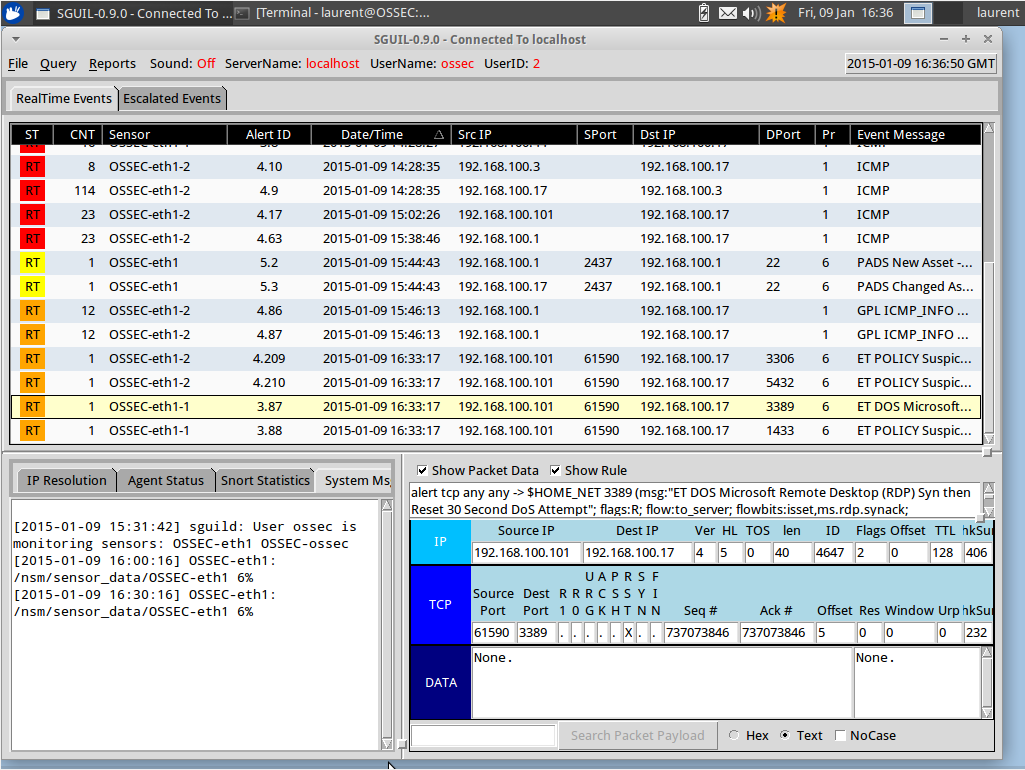 SGUIL-0.9.0 - Connected To ... [Terminal - laurent@OSSEC:... Fri, 09 Jan 16:36 laurent
SGUIL-0.9.0 - Connected To localhost
File Query Reports Sound: Off ServerName: localhost UserName: ossec UserID: 2 2015-01-09 16:36:50 GMT
RealTime Events Escalated Events
ST CNT Sensor Alert ID Date/Time Src IP SPort Dst IP DPort Pr Event Message
RT 8 OSSEC-eth1-2 4.10 2015-01-09 14:28:35 192.168.100.3 192.168.100.17 1 ICMP
RT 114 OSSEC-eth1-2 4.9 2015-01-09 14:28:35 192.168.100.17 192.168.100.3 1 ICMP
RT 23 OSSEC-eth1-2 4.17 2015-01-09 15:02:26 192.168.100.101 192.168.100.17 1 ICMP
RT 23 OSSEC-eth1-2 4.63 2015-01-09 15:38:46 192.168.100.1 192.168.100.17 1 ICMP
RT 1 OSSEC-eth1 5.2 2015-01-09 15:44:43 192.168.100.17 2437 192.168.100.1 22 6 PADS New Asset -...
RT 1 OSSEC-eth1 5.3 2015-01-09 15:44:43 192.168.100.17 2437 192.168.100.1 22 6 PADS Changed As...
RT 12 OSSEC-eth1-2 4.86 2015-01-09 15:46:13 192.168.100.1 192.168.100.17 1 GPL ICMP_INFO ...
RT 12 OSSEC-eth1-2 4.87 2015-01-09 15:46:13 192.168.100.1 192.168.100.17 1 GPL ICMP_INFO ...
RT 1 OSSEC-eth1-2 4.209 2015-01-09 16:33:17 192.168.100.101 61590 192.168.100.17 3306 6 ET POLICY Suspic...
RT 1 OSSEC-eth1-2 4.210 2015-01-09 16:33:17 192.168.100.101 61590 192.168.100.17 5432 6 ET POLICY Suspic...
RT 1 OSSEC-eth1-1 3.87 2015-01-09 16:33:17 192.168.100.101 61590 192.168.100.17 3389 6 ET DOS Microsoft...
RT 1 OSSEC-eth1-1 3.88 2015-01-09 16:33:17 192.168.100.101 61590 192.168.100.17 1433 6 ET POLICY Suspic...
IP Resolution Agent Status Snort Statistics System Ms
[2015-01-09 15:31:42] sguild: User ossec is
monitoring sensors: OSSEC-eth1 OSSEC-ossec
[2015-01-09 16:00:16] OSSEC-eth1:
/nsm/sensor_data/OSSEC-eth1 6%
[2015-01-09 16:30:16] OSSEC-eth1:
/nsm/sensor_data/OSSEC-eth1 6%
Show Packet Data Show Rule
alert tcp any any -> $HOME_NET 3389 (msg:"ET DOS Microsoft Remote Desktop (RDP) Syn then
Reset 30 Second DoS Attempt"; flags:R; flow:to_server; flowbits:isset,ms.rdp.synack;
IP
Source IP Dest IP Ver HL TOS len ID Flags Offset TTL hkSu
192.168.100.101 192.168.100.17 4 5 0 40 4647 2 0 128 406
TCP
U A P R S F
Source Dest R R R C S S Y I
Port Port 1 0 G K H T N N Seq # Ack # Offset Res Window Urp hkSu
61590 3389 . . . . . X . . 737073846 737073846 5 0 0 0 232
DATA
None. None.
Search Packet Payload Hex Text NoCase